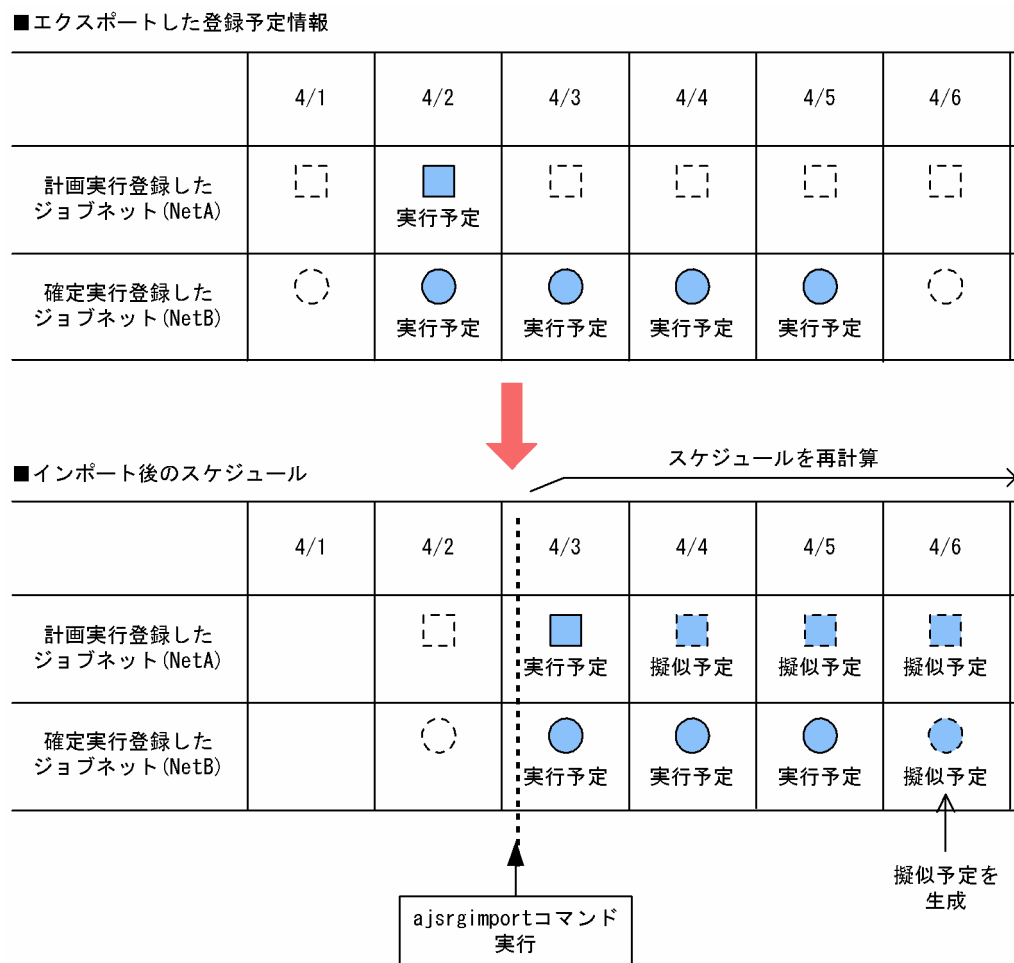 ■エクスポートした登録予定情報
4/1 4/2 4/3 4/4 4/5 4/6
計画実行登録した
ジョブネット(NetA)
実行予定
確定実行登録した
ジョブネット(NetB)
実行予定 実行予定 実行予定 実行予定
スケジュールを再計算
■インポート後のスケジュール
4/1 4/2 4/3 4/4 4/5 4/6
計画実行登録した
ジョブネット(NetA)
実行予定 擬似予定 擬似予定 擬似予定
確定実行登録した
ジョブネット(NetB)
実行予定 実行予定 実行予定 擬似予定
擬似予定を
生成
ajsrgimportコマンド
実行